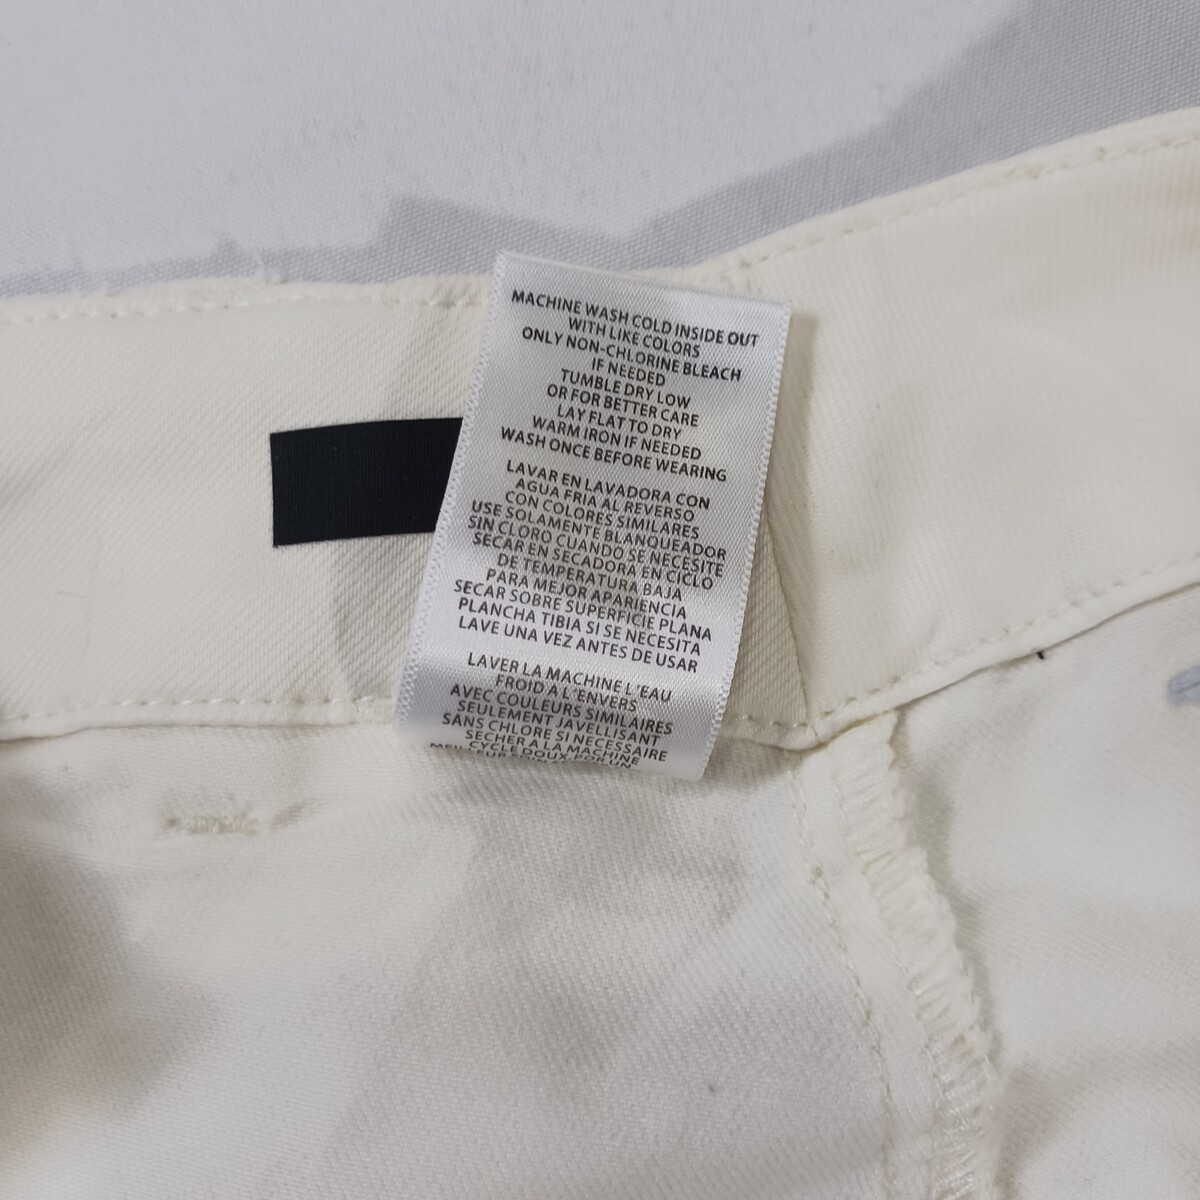 MACHINE WASH COLD INSIDE OUT
WITH LIKE COLORS
ONLY NON-CHLORINE BLEACH
IF NEEDED
TUMBLE DRY LOW
OR FOR BETTER CARE
LAY FLAT TO DRY
WARM IRON IF NEEDED
WASH ONCE BEFORE WEARING
LAVAR EN LAVADORA CON
AGUA FRIA AL REVERSO
CON COLORES SIMILARES
USE SOLAMENTE BLANQUEADOR
SIN CLORO CUANDO SE NECESITE
SECAR EN SECADORA EN CICLO
DE TEMPERATURA BAJA
PARA MEJOR APARIENCIA
SECAR SOBRE SUPERFICIE PLANA
PLANCHA TIBIA SI SE NECESITA
LAVE UNA VEZ ANTES DE USAR
LAVER LA MACHINE L'EAU
FROID A L'ENVERS
AVEC COULEURS SIMILAIRES
SEULEMENT JAVELLISANT
SANS CHLORE SI NECESSAIRE
SECHER A LA MACHINE
CYCLE DOUX·POR UN
MEILLEUR